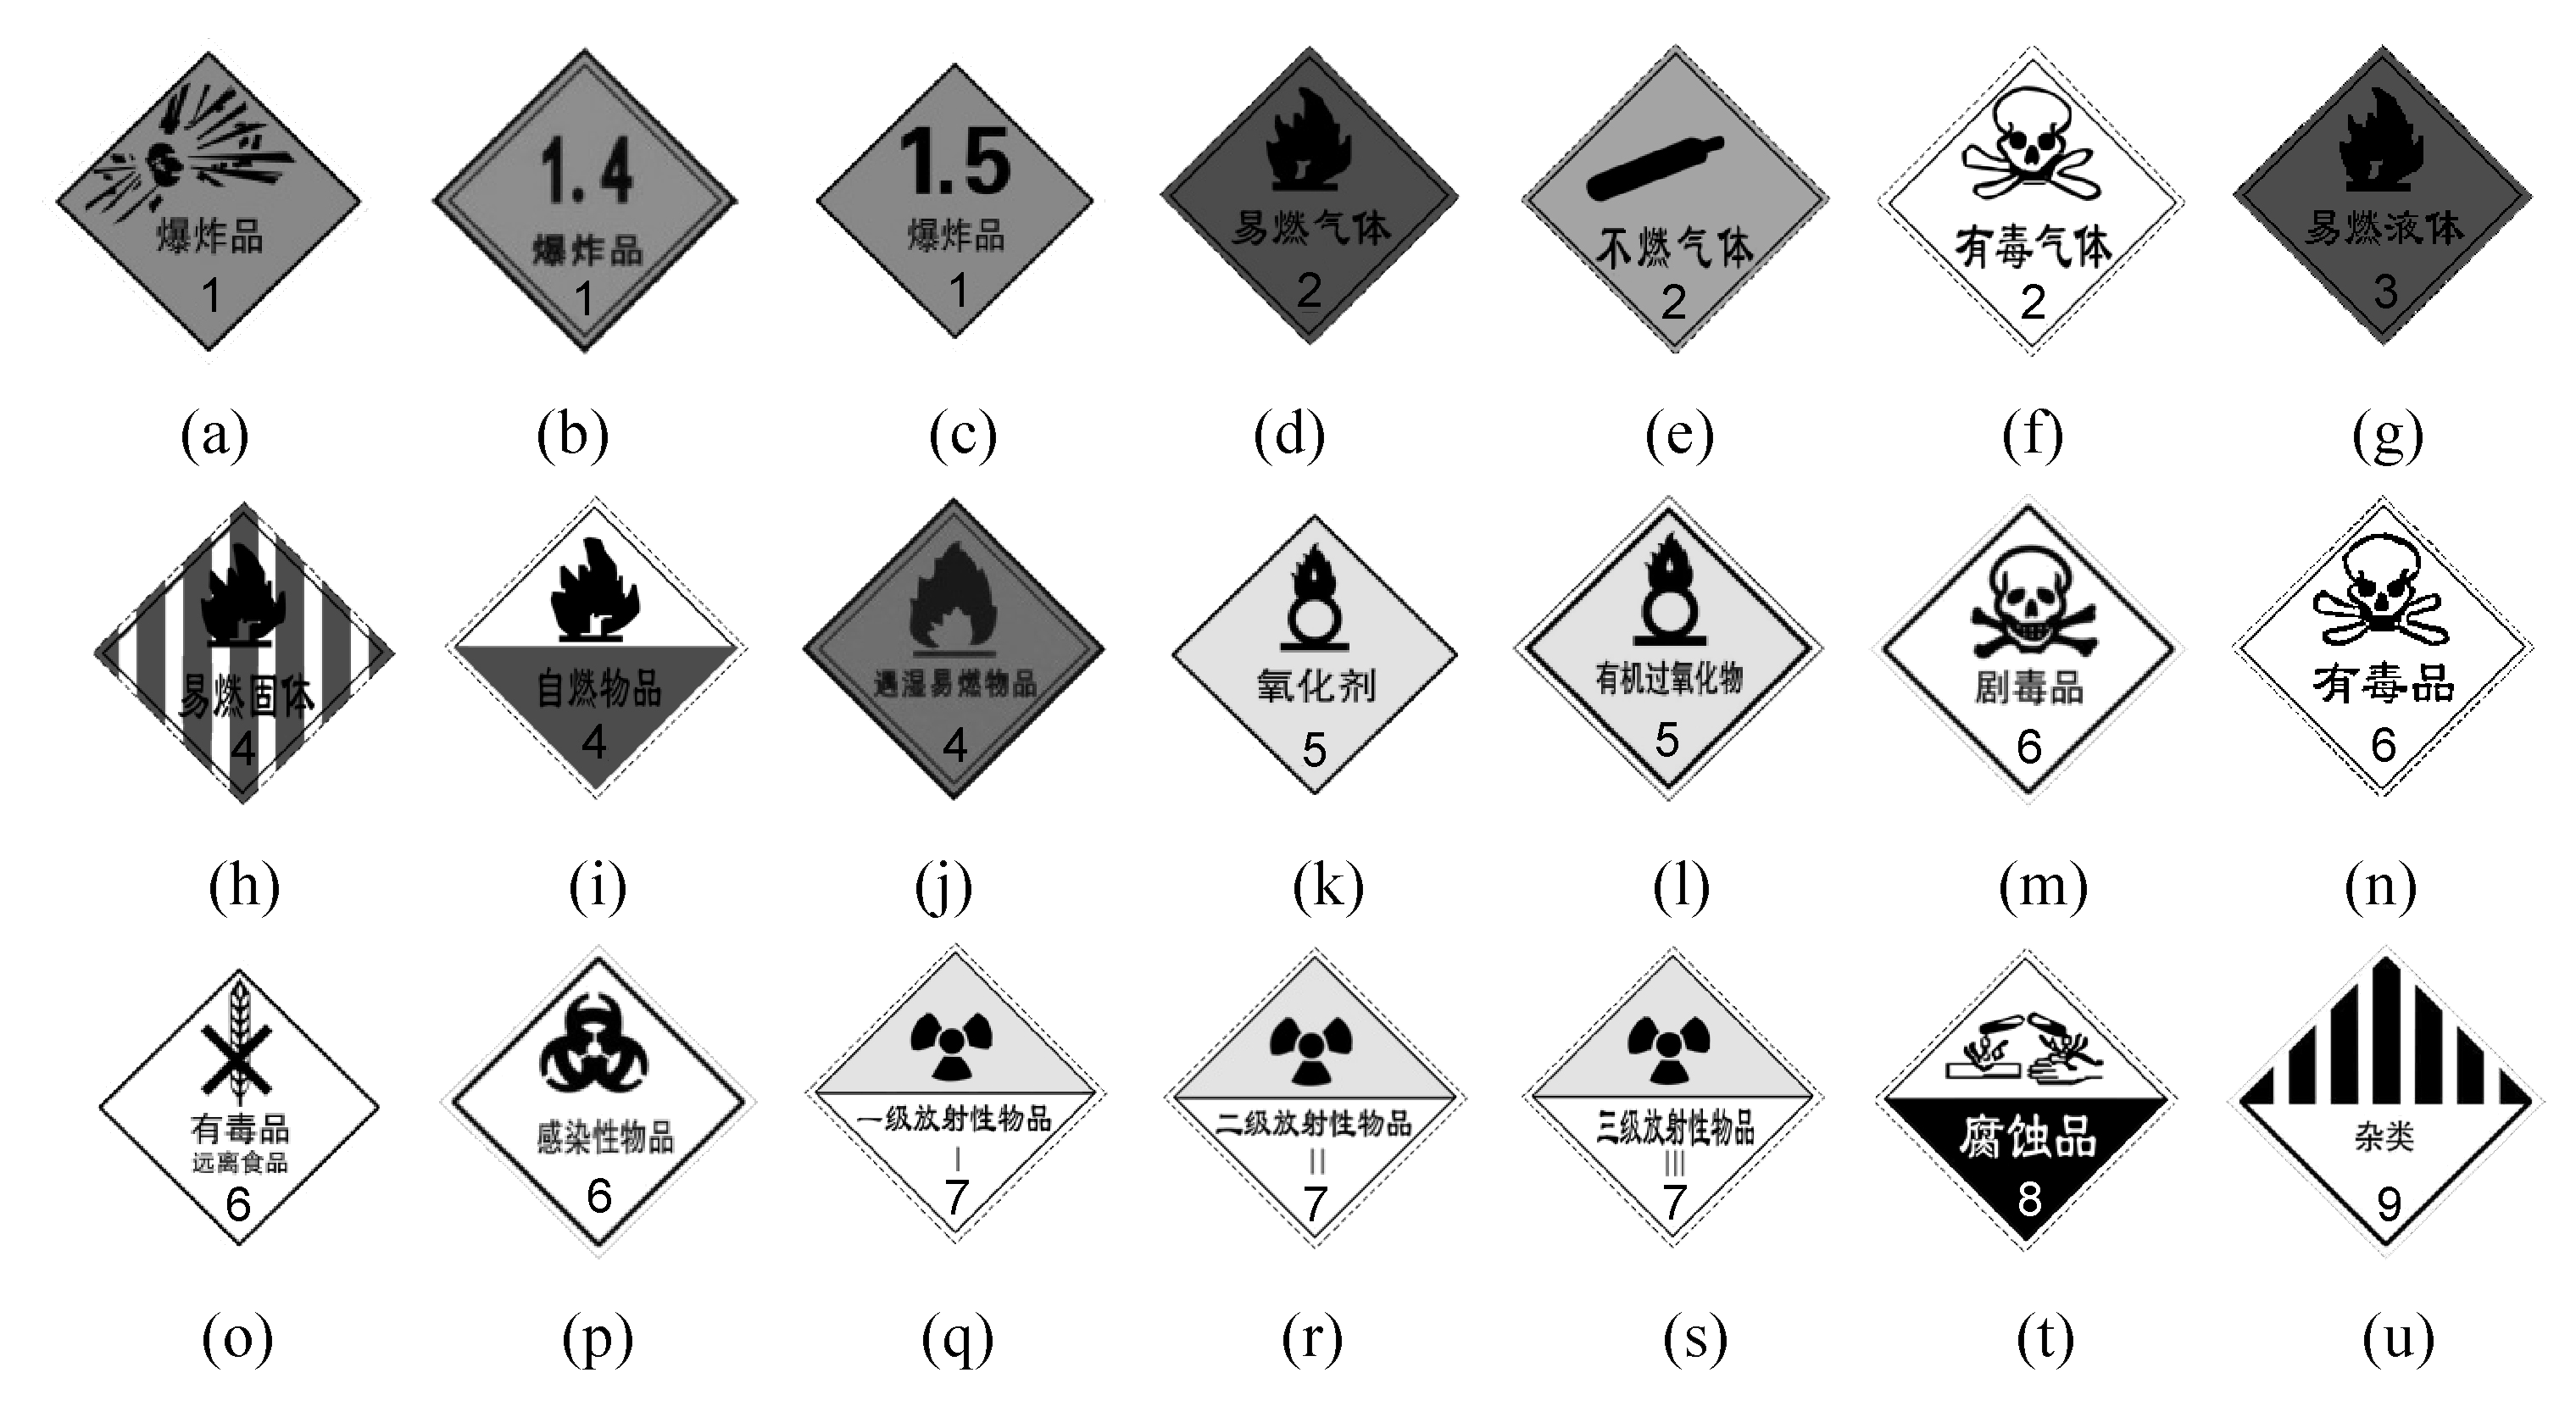 爆炸品
1
(a)
1.4
爆炸品
1
(b)
1.5
爆炸品
1
(c)
易燃气体
2
(d)
不燃气体
2
(e)
有毒气体
2
(f)
易燃液体
3
(g)
易燃固体
4
(h)
自燃物品
4
(i)
遇湿易燃物品
4
(j)
氧化剂
5
(k)
有机过氧化物
5
(l)
剧毒品
6
(m)
有毒品
6
(n)
有毒品
远离食品
6
(o)
感染性物品
6
(p)
一级放射性物品
I
7
(q)
二级放射性物品
II
7
(r)
三级放射性物品
III
7
(s)
腐蚀品
8
(t)
杂类
9
(u)